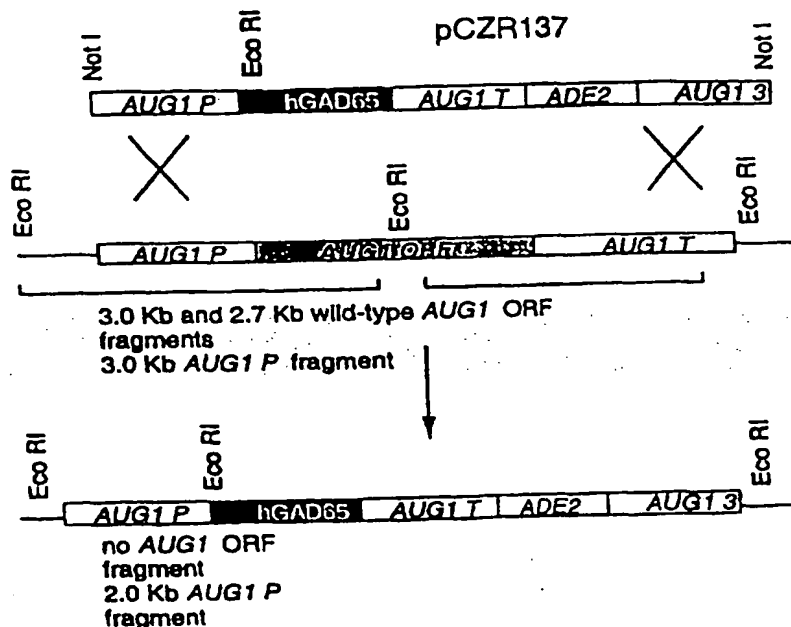 pCZR137
Not I
Eco RI
Not I
AUG1 P
hGAD65
AUG1 T
ADE2
AUG1 3
Eco RI
Eco RI
Eco RI
AUG1 P
AUG1 ORF
AUG1 T
3.0 Kb and 2.7 Kb wild-type AUG1 ORF
fragments
3.0 Kb AUG1 P fragment
Eco RI
Eco RI
Eco RI
AUG1 P
hGAD65
AUG1 T
ADE2
AUG1 3
no AUG1 ORF
fragment
2.0 Kb AUG1 P
fragment